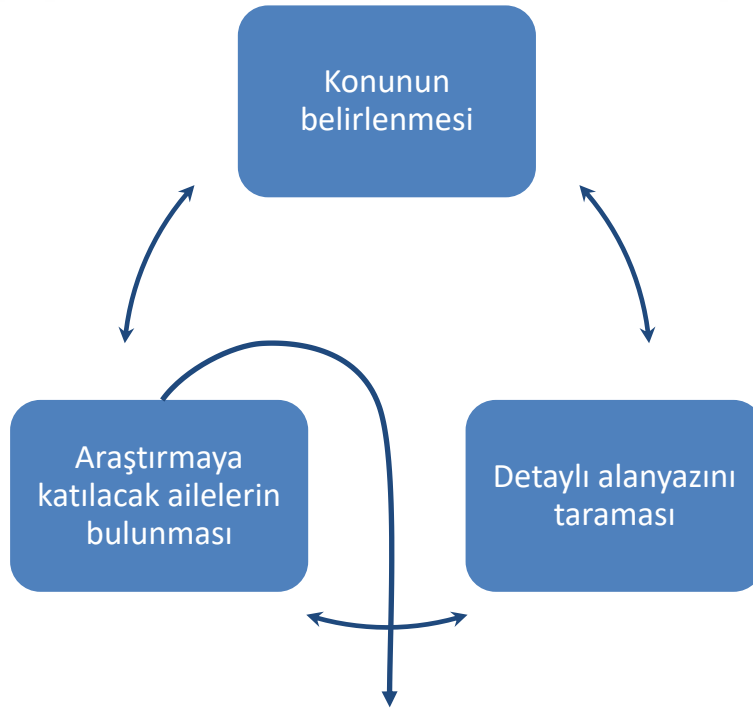 Konunun
belirlenmesi
Araştırmaya
katılacak ailelerin
bulunması
Detaylı alanyazını
taraması